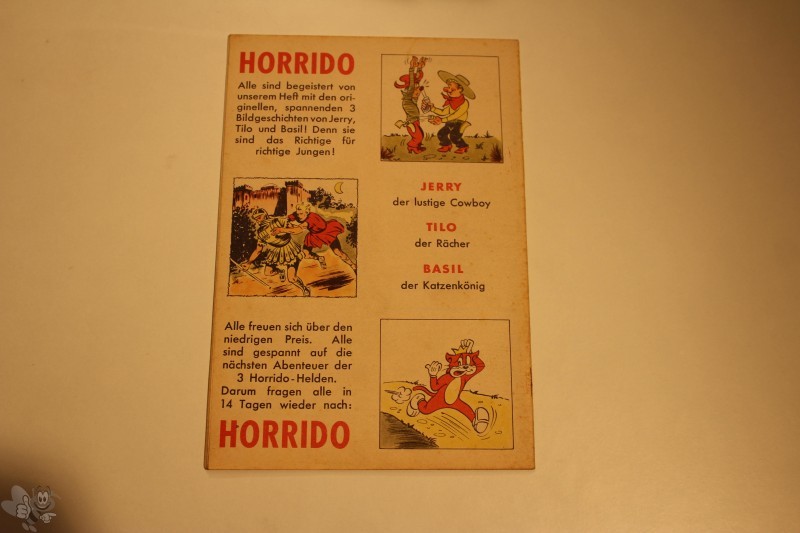 HORRIDO
Alle sind begeistert von
unserem Heft mit den ori-
ginellen, spannenden 3
Bildgeschichten von Jerry,
Tilo und Basil! Denn sie
sind das Richtige für
richtige Jungen!
JERRY
der lustige Cowboy
TILO
der Rächer
BASIL
der Katzenkönig
Alle freuen sich über den
niedrigen Preis. Alle
sind gespannt auf die
nächsten Abenteuer der
3 Horrido-Helden.
Darum fragen alle in
14 Tagen wieder nach:
HORRIDO